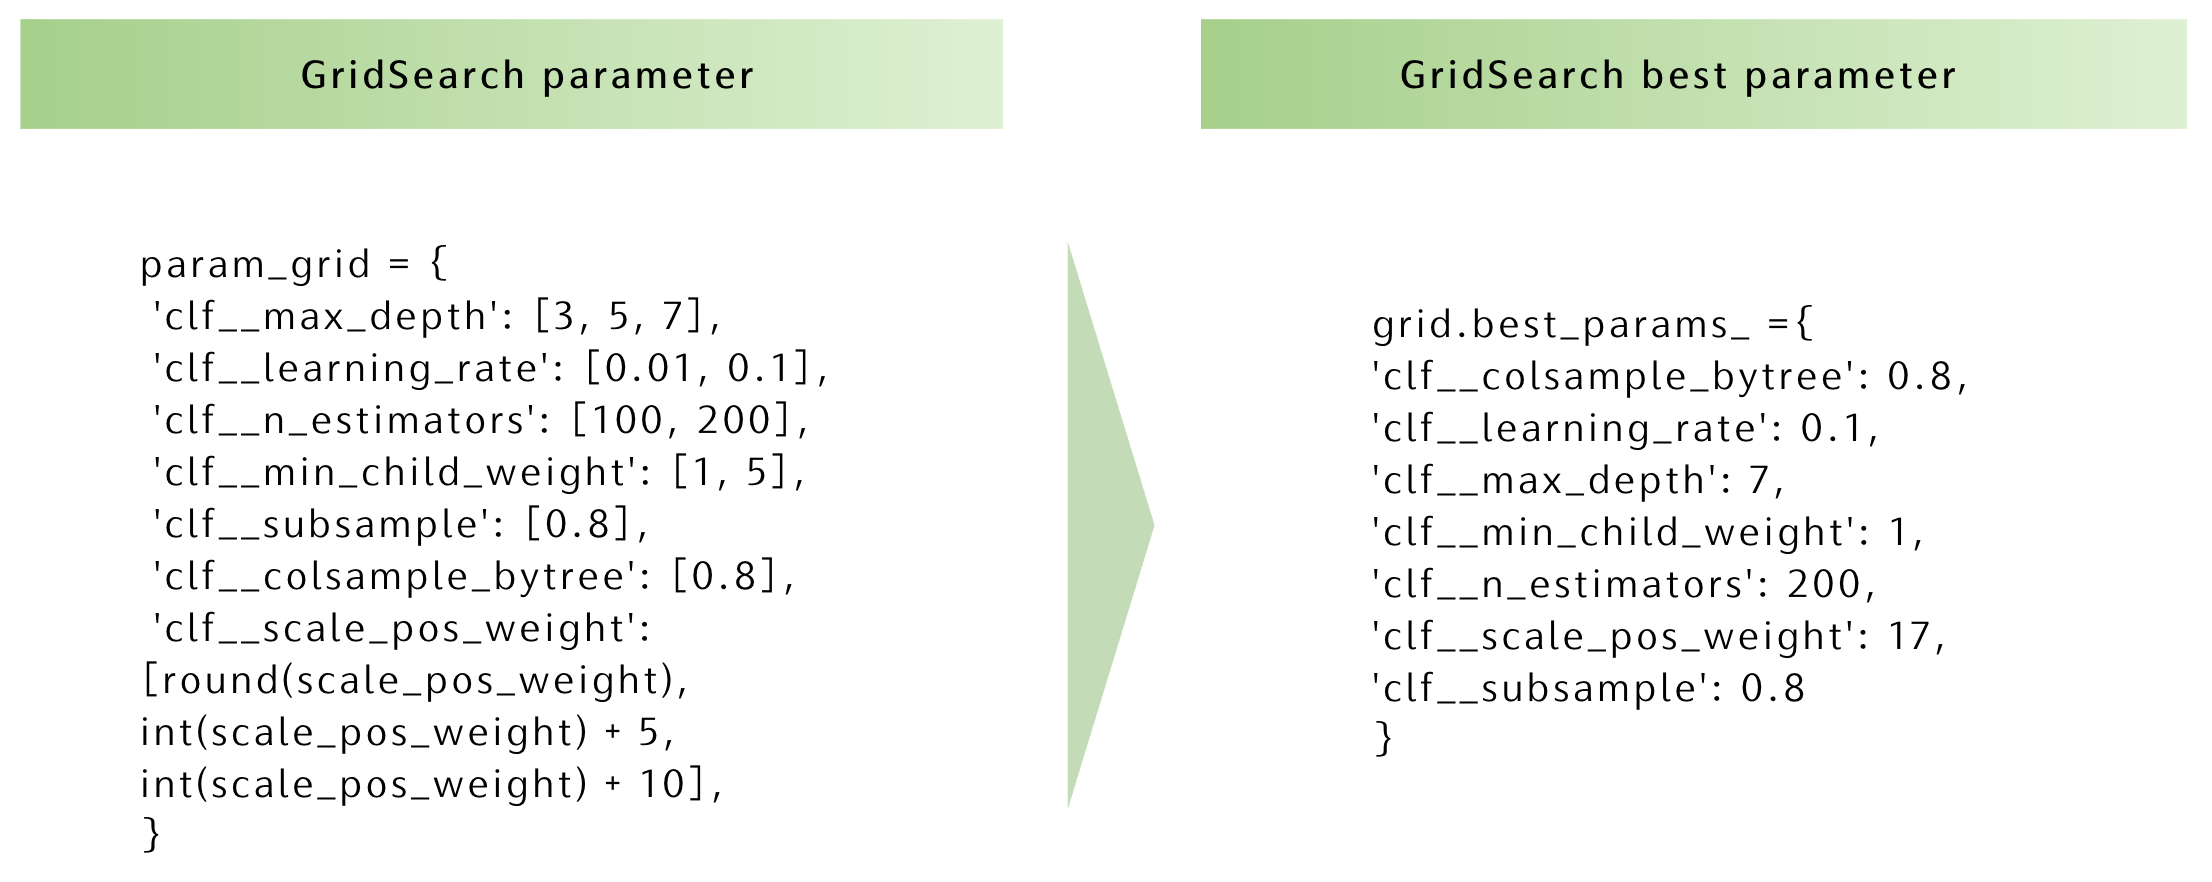 GridSearch parameter
param_grid = {
'clf__max_depth': [3, 5, 7],
'clf__learning_rate': [0.01, 0.1],
'clf__n_estimators': [100, 200],
'clf__min_child_weight': [1, 5],
'clf__subsample': [0.8],
'clf__colsample_bytree': [0.8],
'clf__scale_pos_weight':
[round(scale_pos_weight),
int(scale_pos_weight) + 5,
int(scale_pos_weight) + 10],
}
GridSearch best parameter
grid.best_params_ ={
'clf__colsample_bytree': 0.8,
'clf__learning_rate': 0.1,
'clf__max_depth': 7,
'clf__min_child_weight': 1,
'clf__n_estimators': 200,
'clf__scale_pos_weight': 17,
'clf__subsample': 0.8
}